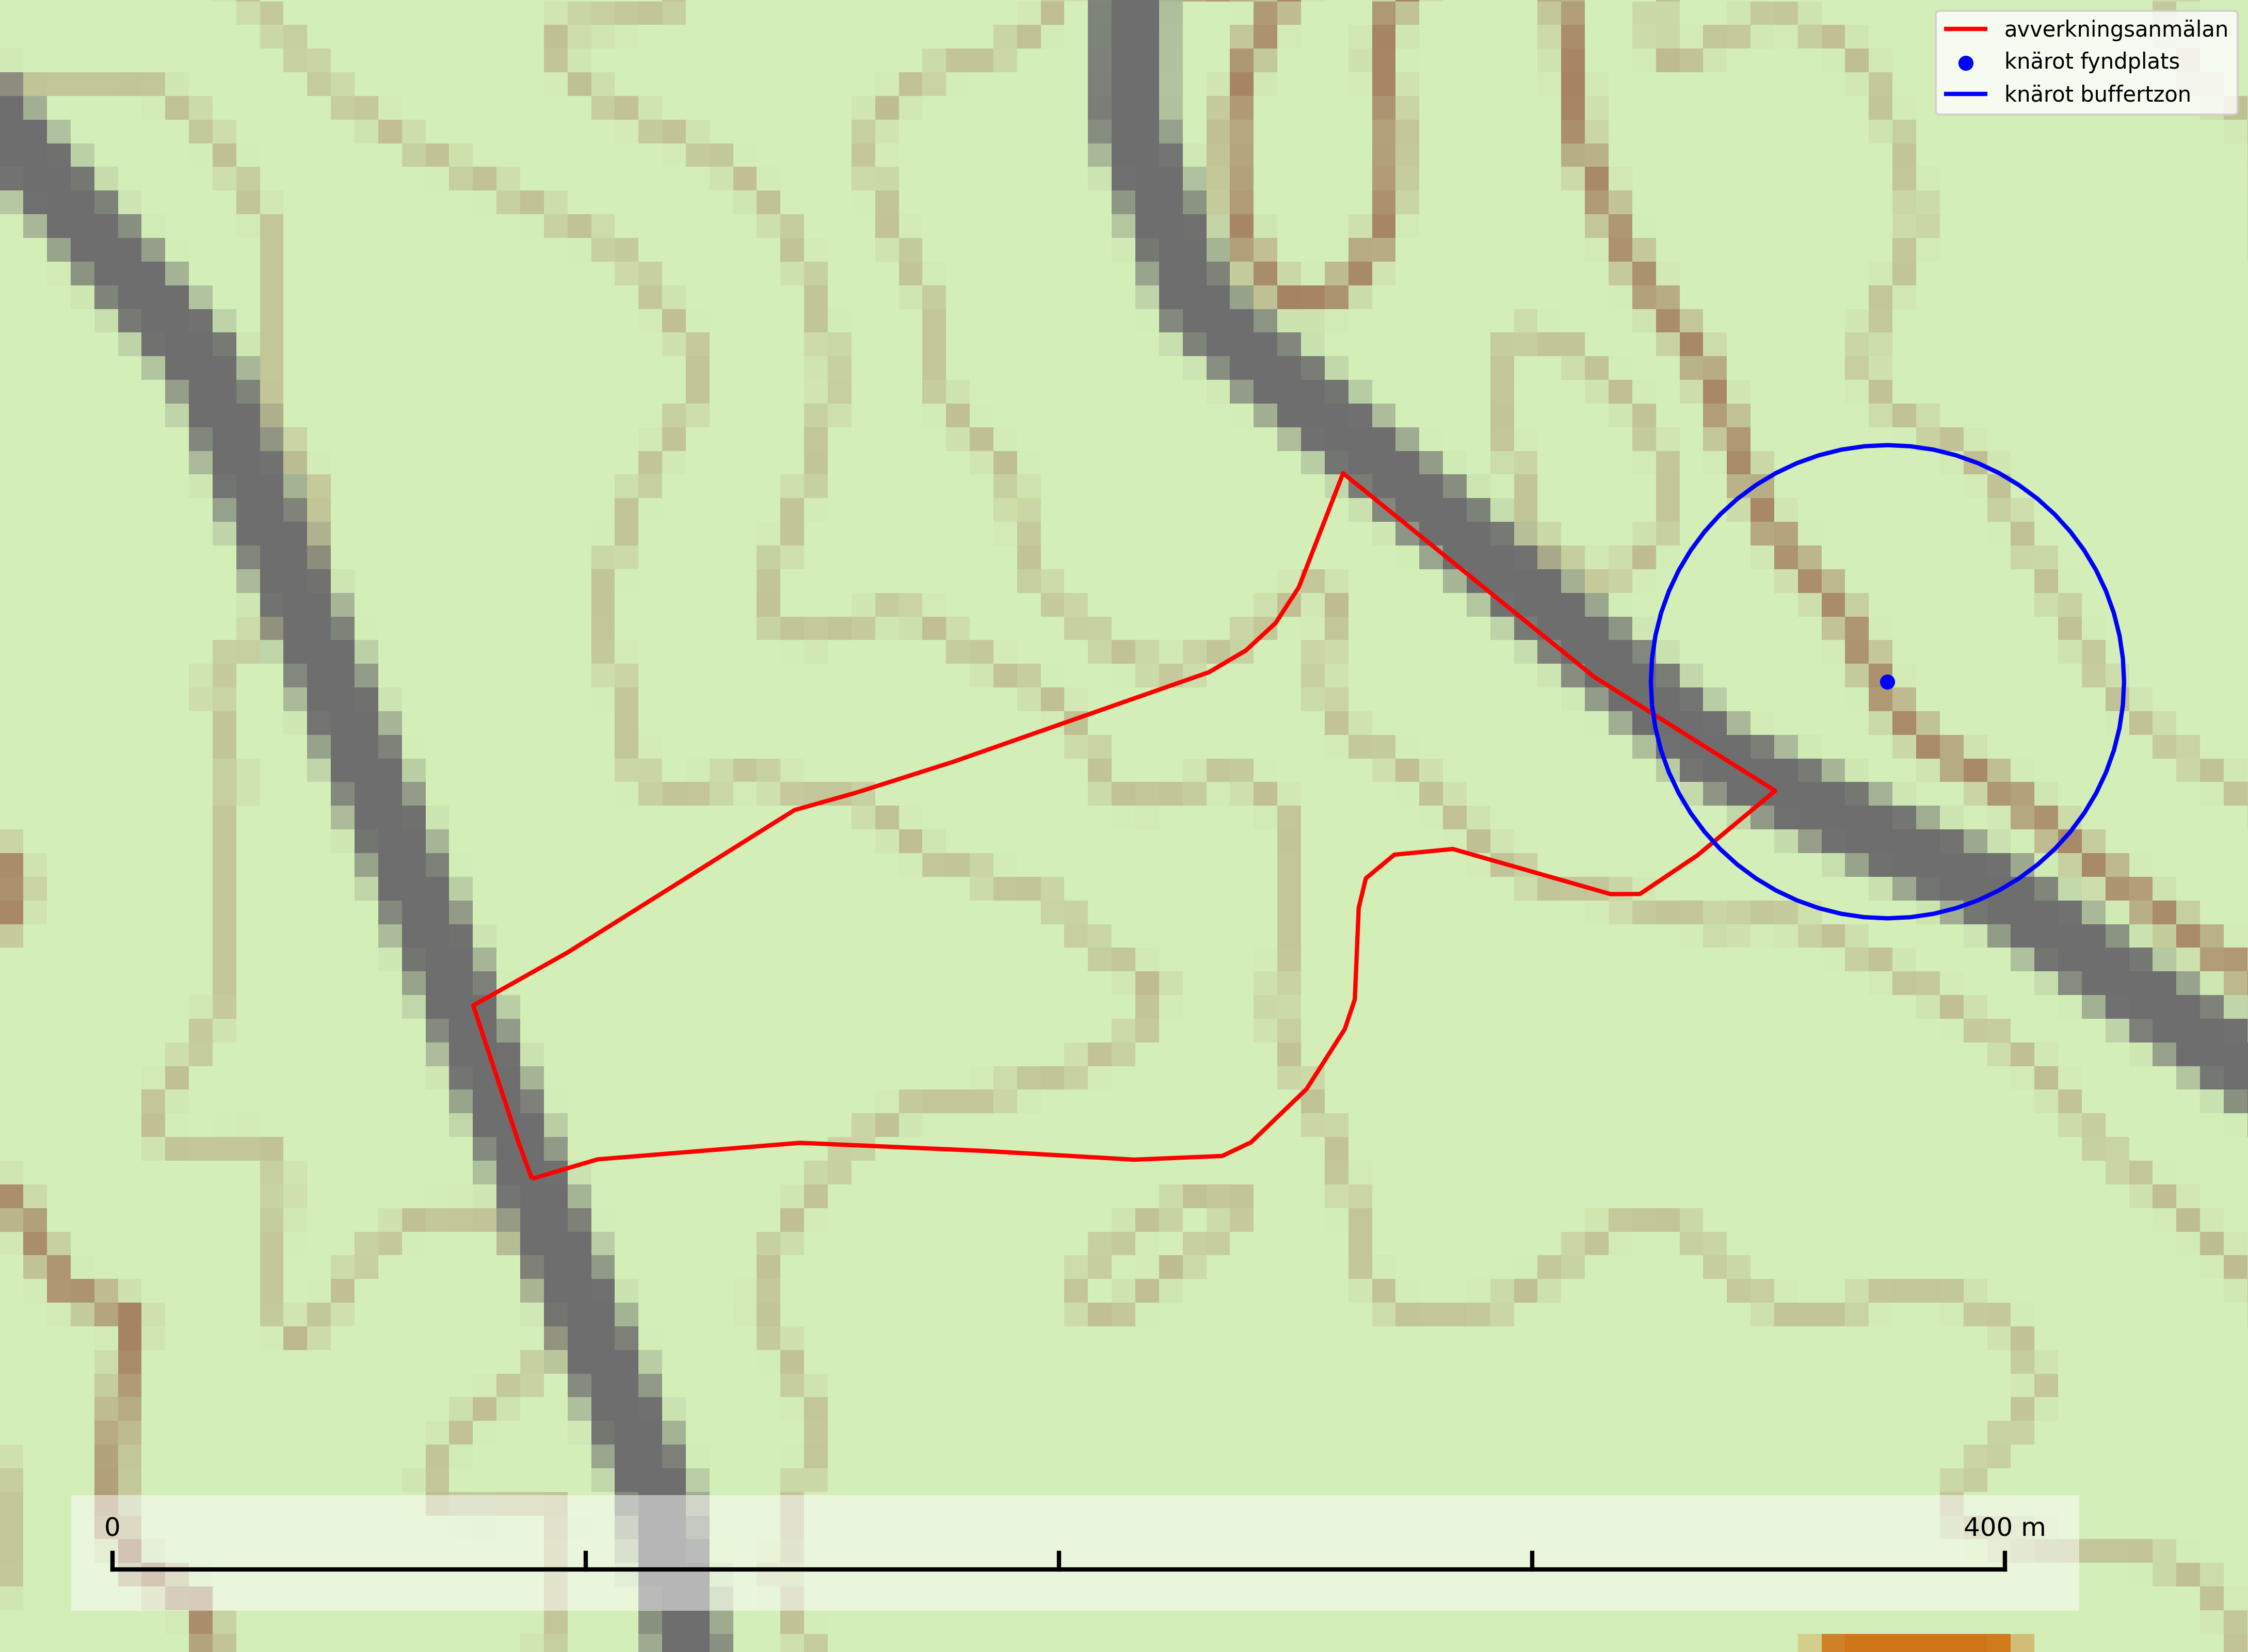 avverkningsanmälan
knärot fyndplats
knärot buffertzon
0
400 m